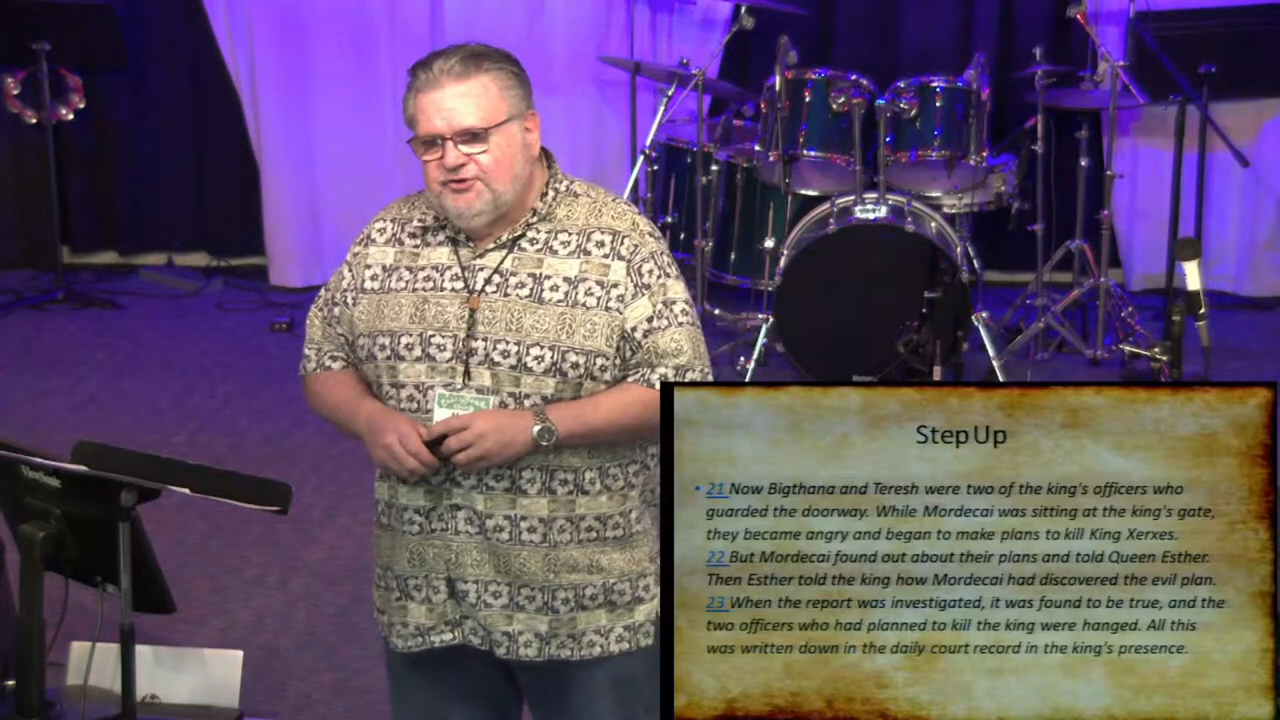 ViewSonic
Step Up
• 21 Now Bigthana and Teresh were two of the king's officers who
guarded the doorway. While Mordecai was sitting at the king's gate,
they became angry and began to make plans to kill King Xerxes.
22 But Mordecai found out about their plans and told Queen Esther.
Then Esther told the king how Mordecai had discovered the evil plan.
23 When the report was investigated, it was found to be true, and the
two officers who had planned to kill the king were hanged. All this
was written down in the daily court record in the king's presence.